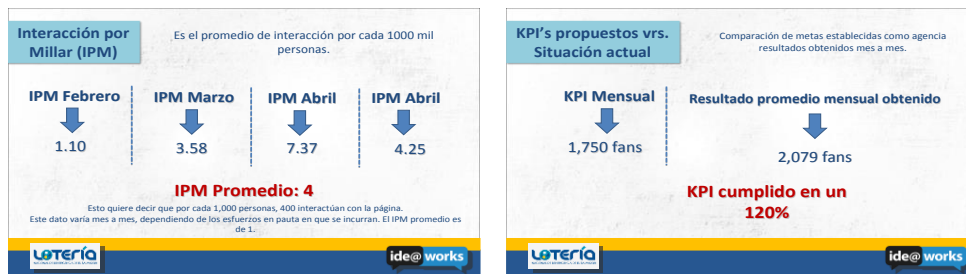 Interacción por
Millar (IPM)
Es el promedio de interacción por cada 1000 mil
personas.
IPM Febrero
IPM Marzo
IPM Abril
IPM Abril
1.10
3.58
7.37
4.25
IPM Promedio: 4
Esto quiere decir que por cada 1,000 personas, 400 interactúan con la página.
Este dato varía mes a mes, dependiendo de los esfuerzos en pauta en que se incurran. El IPM promedio es
de 1.
LOTERÍA
ide@ works
KPI's propuestos vrs.
Situación actual
Comparación de metas establecidas como agencia
resultados obtenidos mes a mes.
KPI Mensual
Resultado promedio mensual obtenido
1,750 fans
2,079 fans
KPI cumplido en un
120%
LOTERÍA
ide@ works